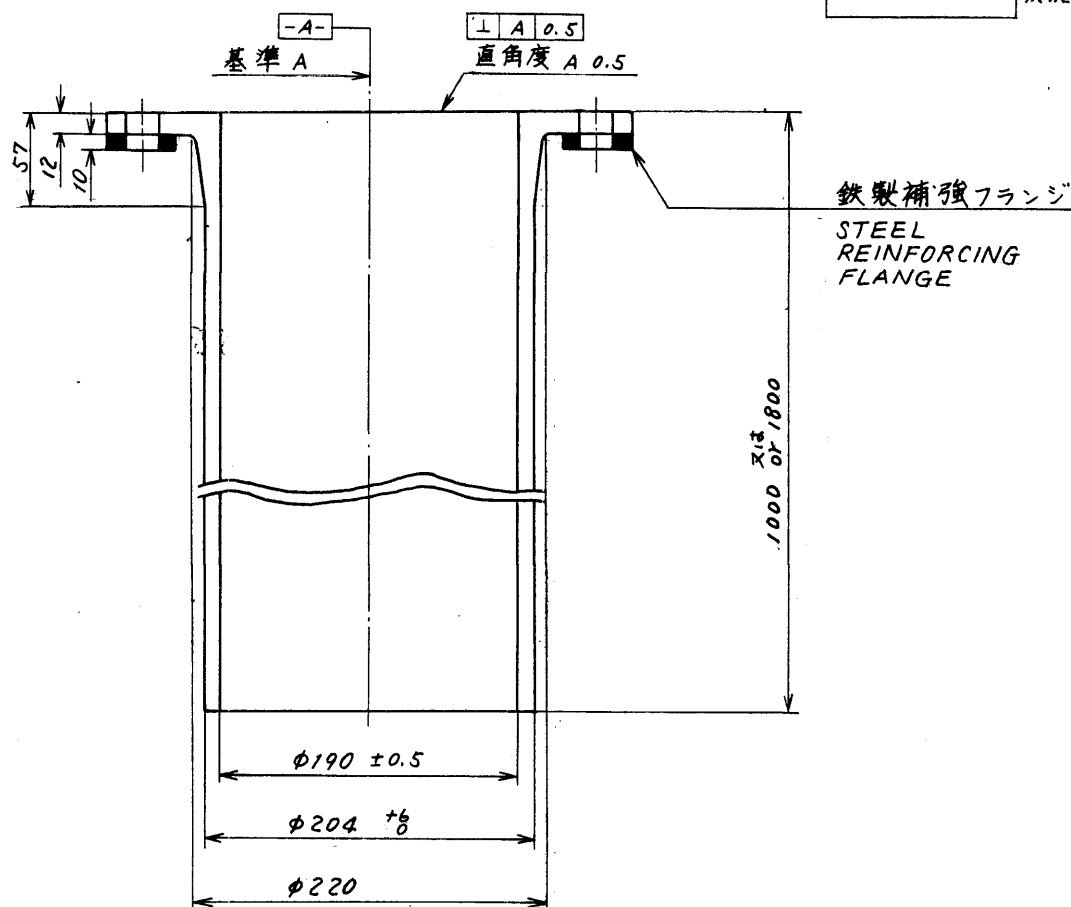 -A-
基準 A
⊥ A 0.5
直角度 A 0.5
57
12
10
鉄製補強フランジ
STEEL
REINFORCING
FLANGE
又は
1000 or 1800
φ190 ±0.5
φ204 +6 0
φ220